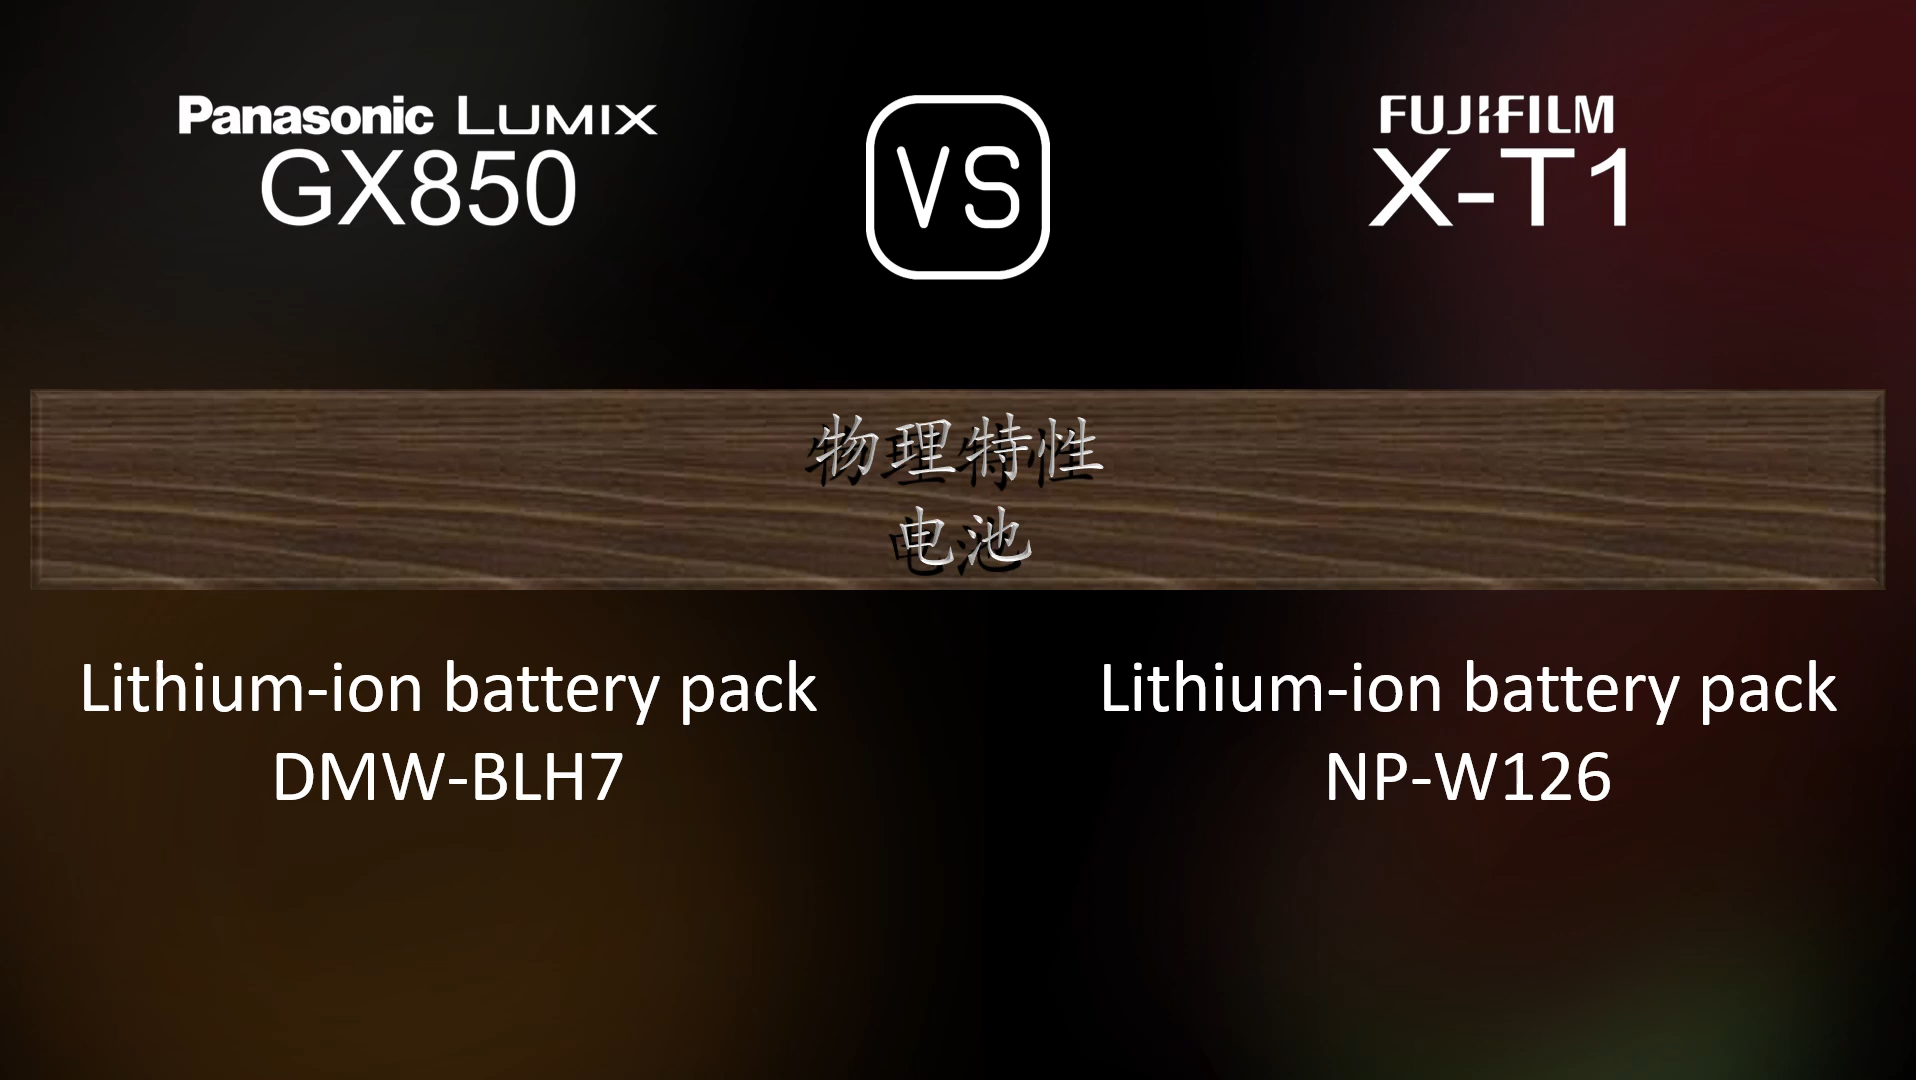 Panasonic LUMIX
GX850
VS
FUJIFILM
X-T1
物理特性
电池
Lithium-ion battery pack
DMW-BLH7
Lithium-ion battery pack
NP-W126